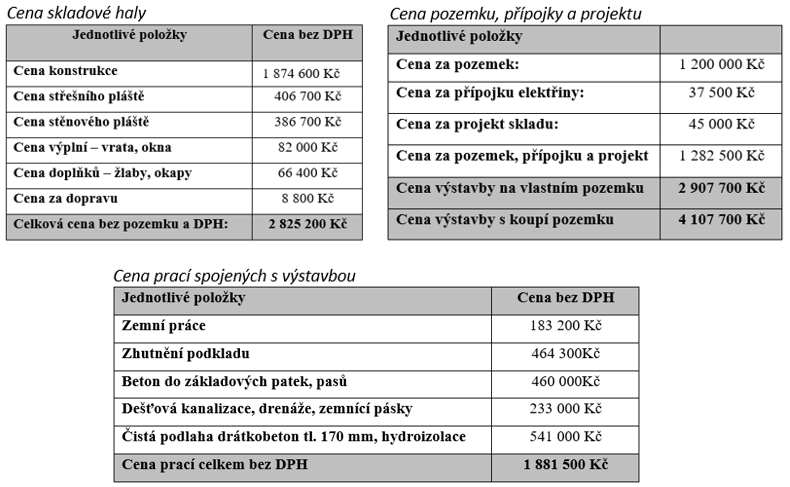 Cena skladové haly
Jednotlivé položky Cena bez DPH
Cena konstrukce 1 874 600 Kč
Cena střešního pláště 406 700 Kč
Cena stěnového pláště 386 700 Kč
Cena výplní – vrata, okna 82 000 Kč
Cena doplňků – žlaby, okapy 66 400 Kč
Cena za dopravu 8 800 Kč
Celková cena bez pozemku a DPH: 2 825 200 Kč
Cena pozemku, přípojky a projektu
Jednotlivé položky
Cena za pozemek: 1 200 000 Kč
Cena za přípojku elektřiny: 37 500 Kč
Cena za projekt skladu: 45 000 Kč
Cena za pozemek, přípojku a projekt 1 282 500 Kč
Cena výstavby na vlastním pozemku 2 907 700 Kč
Cena výstavby s koupí pozemku 4 107 700 Kč
Cena prací spojených s výstavbou
Jednotlivé položky Cena bez DPH
Zemní práce 183 200 Kč
Zhutnění podkladu 464 300Kč
Beton do základových patek, pasů 460 000Kč
Dešťová kanalizace, drenáže, zemnící pásky 233 000 Kč
Čistá podlaha drátkobeton tl. 170 mm, hydroizolace 541 000 Kč
Cena prací celkem bez DPH 1 881 500 Kč